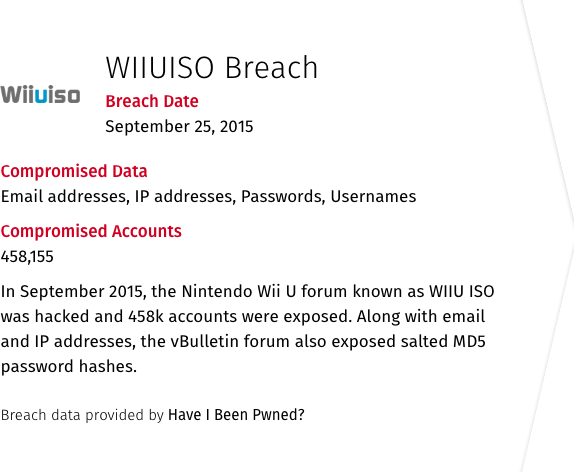 WIIUISO Breach
Wiiuiso
Breach Date
September 25, 2015
Compromised Data
Email addresses, IP addresses, Passwords, Usernames
Compromised Accounts
458,155
In September 2015, the Nintendo Wii U forum known as WIIU ISO
was hacked and 458k accounts were exposed. Along with email
and IP addresses, the vBulletin forum also exposed salted MD5
password hashes.
Breach data provided by Have I Been Pwned?